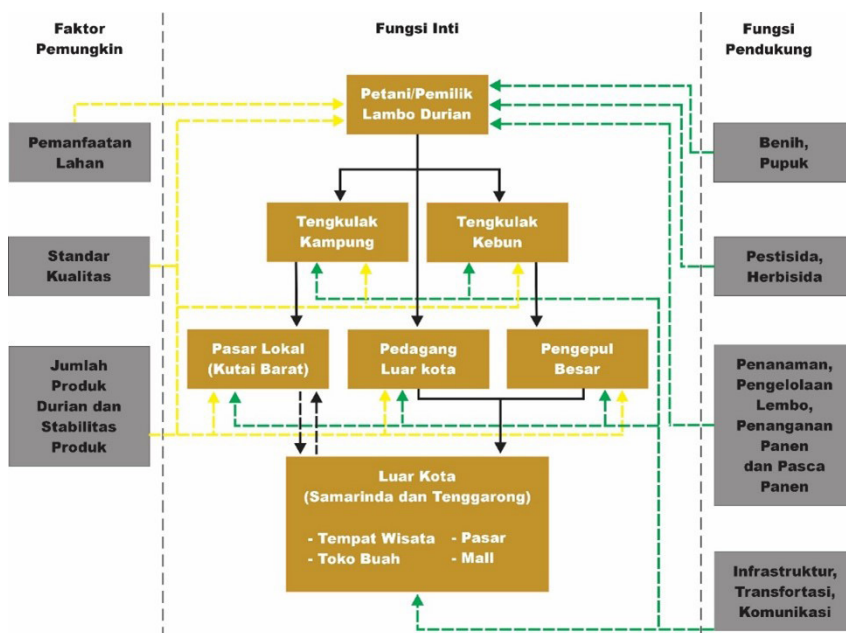 Faktor
Pemungkin
Fungsi Inti
Fungsi
Pendukung
Petani/Pemilik
Lambo Durian
Pemanfaatan
Lahan
Benih,
Pupuk
Tengkulak
Kampung
Tengkulak
Kebun
Standar
Kualitas
Pestisida,
Herbisida
Pasar Lokal
(Kutai Barat)
Pedagang
Luar kota
Pengepul
Besar
Jumlah
Produk
Durian dan
Stabilitas
Produk
Penanaman,
Pengelolaan
Lembo,
Penanganan
Panen
dan Pasca
Panen
Luar Kota
(Samarinda dan Tenggarong)
- Tempat Wisata - Pasar
- Toko Buah - Mall
Infrastruktur,
Transfortasi,
Komunikasi